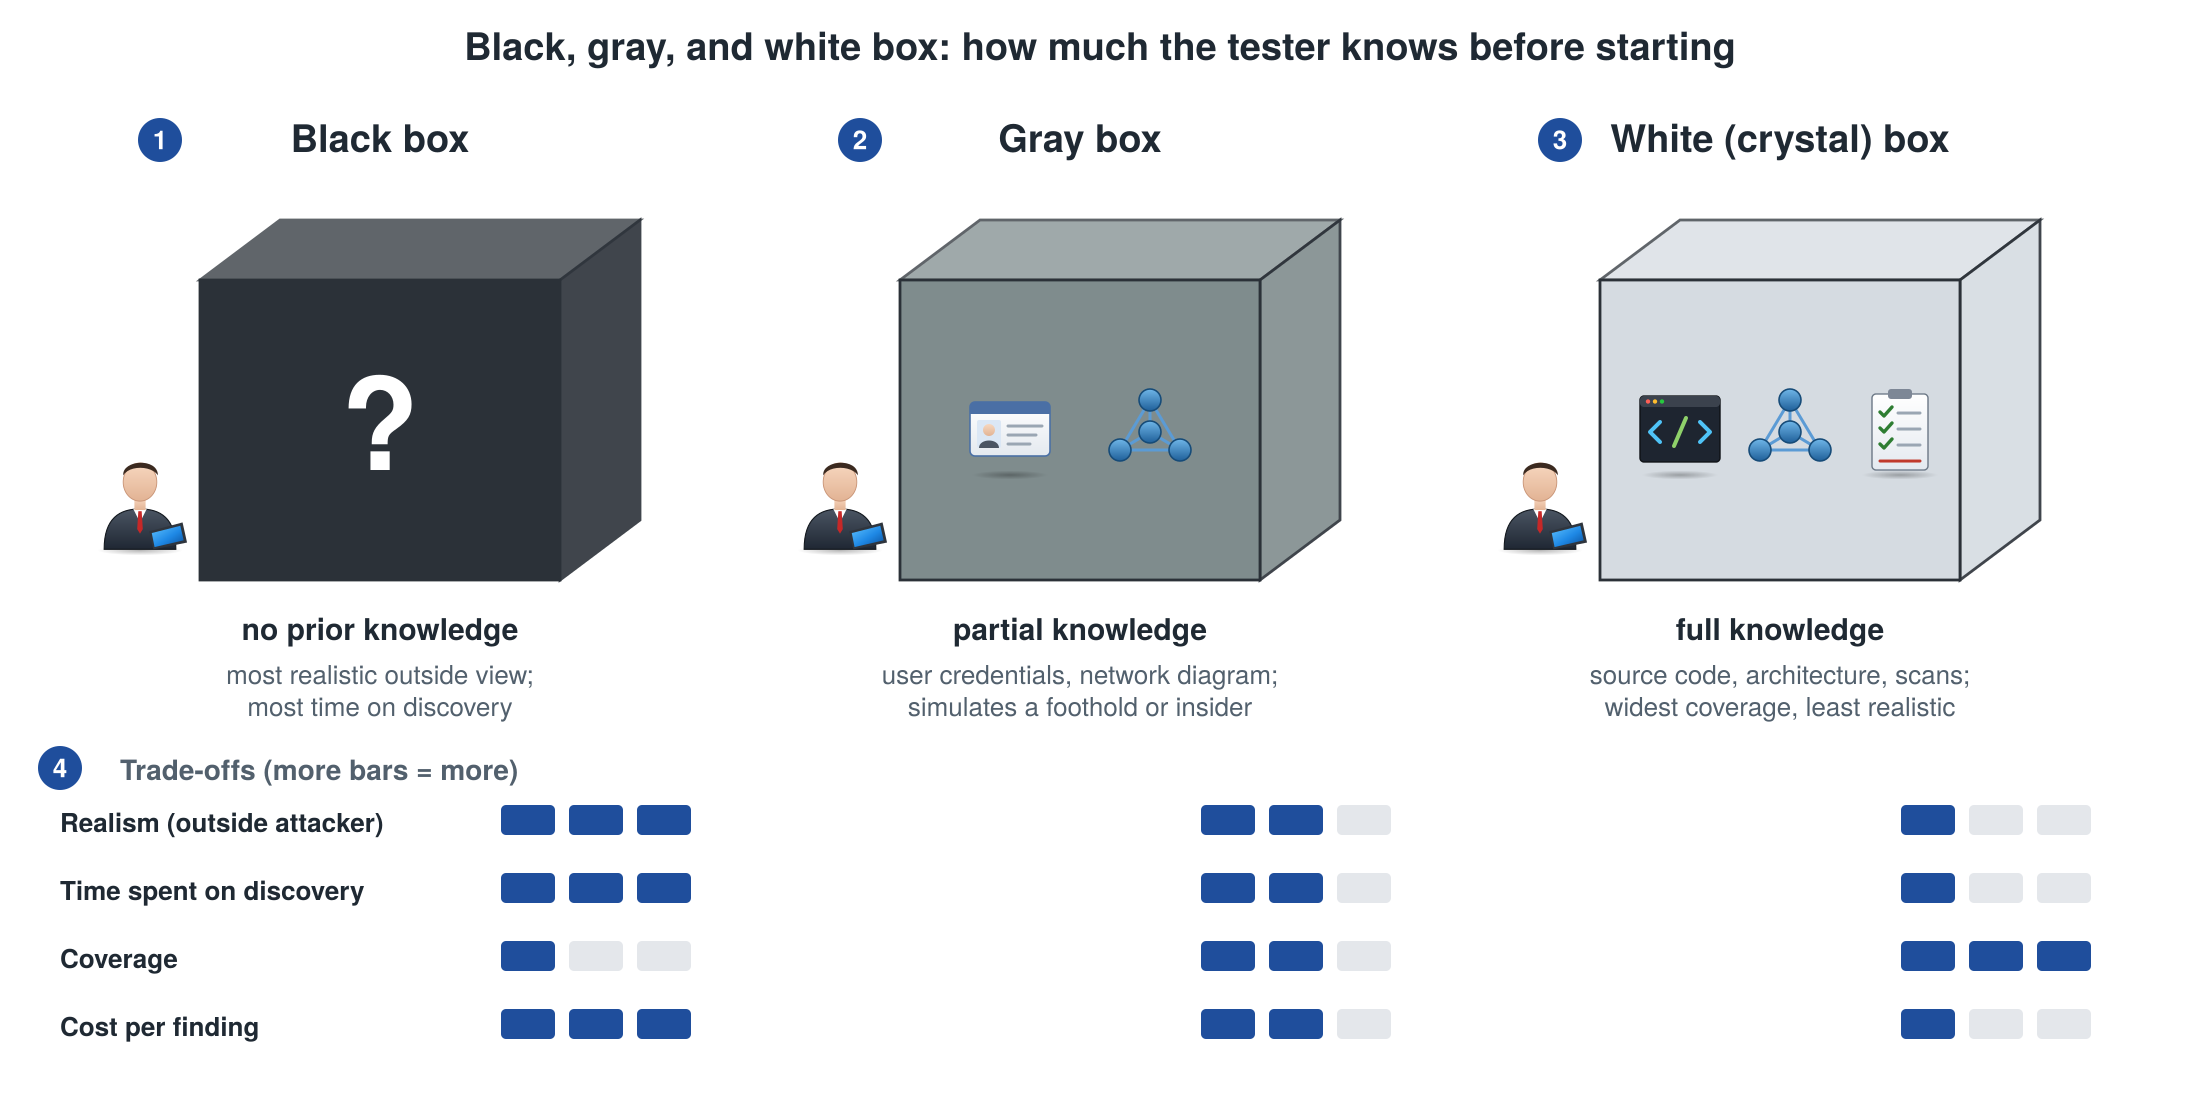 Black, gray, and white box: how much the tester knows before starting
1
Black box
2
Gray box
3
White (crystal) box
?
</>
no prior knowledge
most realistic outside view;
most time on discovery
partial knowledge
user credentials, network diagram;
simulates a foothold or insider
full knowledge
source code, architecture, scans;
widest coverage, least realistic
4
Trade-offs (more bars = more)
Realism (outside attacker)
Time spent on discovery
Coverage
Cost per finding